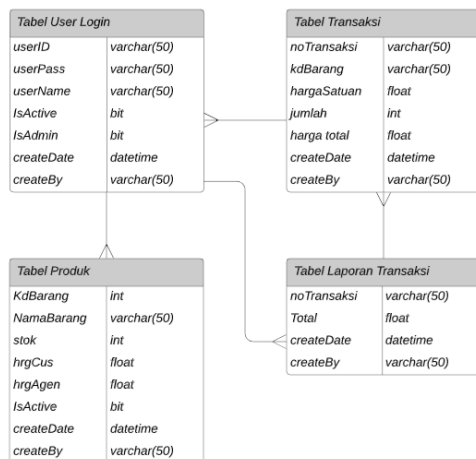 Tabel User Login
userID varchar(50)
userPass varchar(50)
userName varchar(50)
IsActive bit
IsAdmin bit
createDate datetime
createBy varchar(50)
Tabel Transaksi
noTransaksi varchar(50)
kdBarang varchar(50)
hargaSatuan float
jumlah int
harga total float
createDate datetime
createBy varchar(50)
Tabel Produk
KdBarang int
NamaBarang varchar(50)
stok int
hrgCus float
hrgAgen float
IsActive bit
createDate datetime
createBy varchar(50)
Tabel Laporan Transaksi
noTransaksi varchar(50)
Total float
createDate datetime
createBy varchar(50)